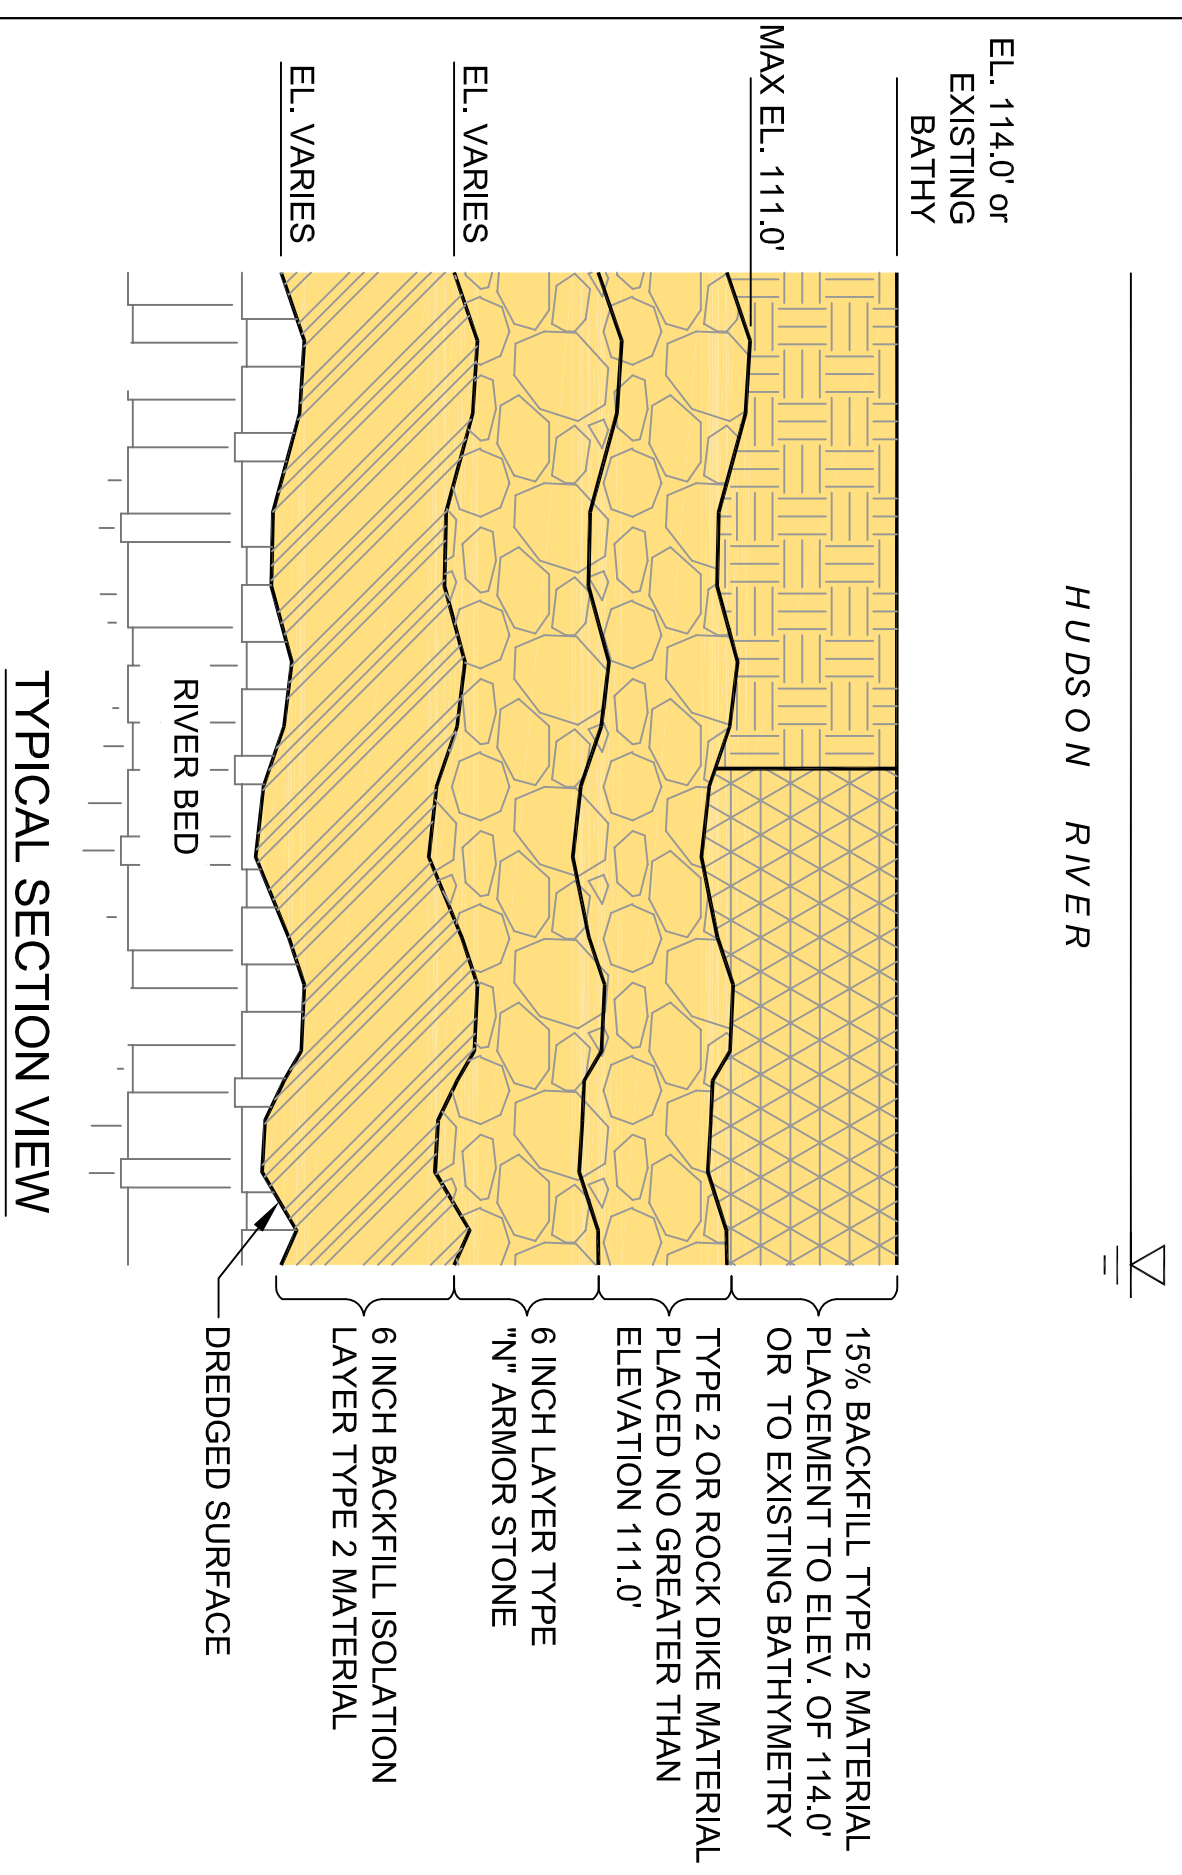 HUDSON RIVER
EL. 114.0' or
EXISTING
BATHY
MAX EL. 111.0'
EL. VARIES
EL. VARIES
15% BACKFILL TYPE 2 MATERIAL
PLACEMENT TO ELEV. OF 114.0'
OR TO EXISTING BATHYMETRY
TYPE 2 OR ROCK DIKE MATERIAL
PLACED NO GREATER THAN
ELEVATION 111.0'
6 INCH LAYER TYPE
"N" ARMOR STONE
6 INCH BACKFILL ISOLATION
LAYER TYPE 2 MATERIAL
DREDGED SURFACE
RIVER BED
TYPICAL SECTION VIEW